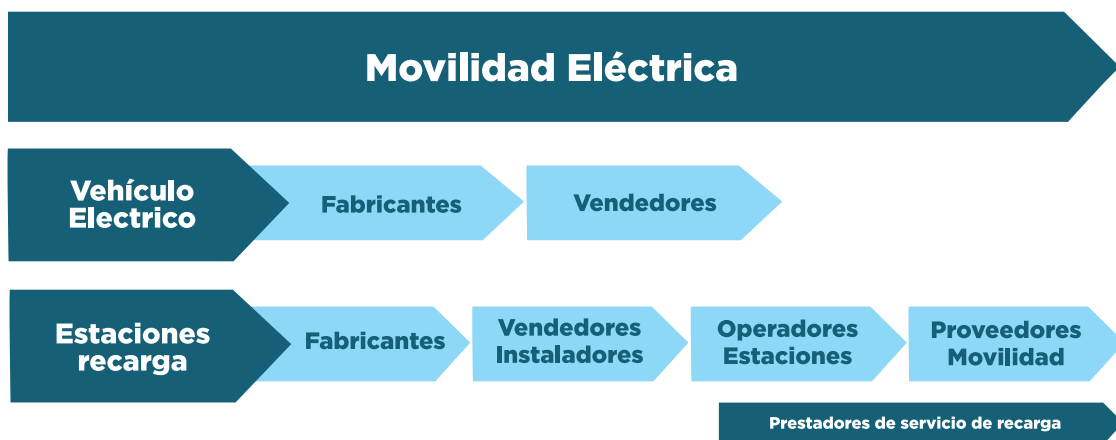 Movilidad Eléctrica
Vehículo
Electrico
Fabricantes
Vendedores
Estaciones
recarga
Fabricantes
Vendedores
Instaladores
Operadores
Estaciones
Proveedores
Movilidad
Prestadores de servicio de recarga